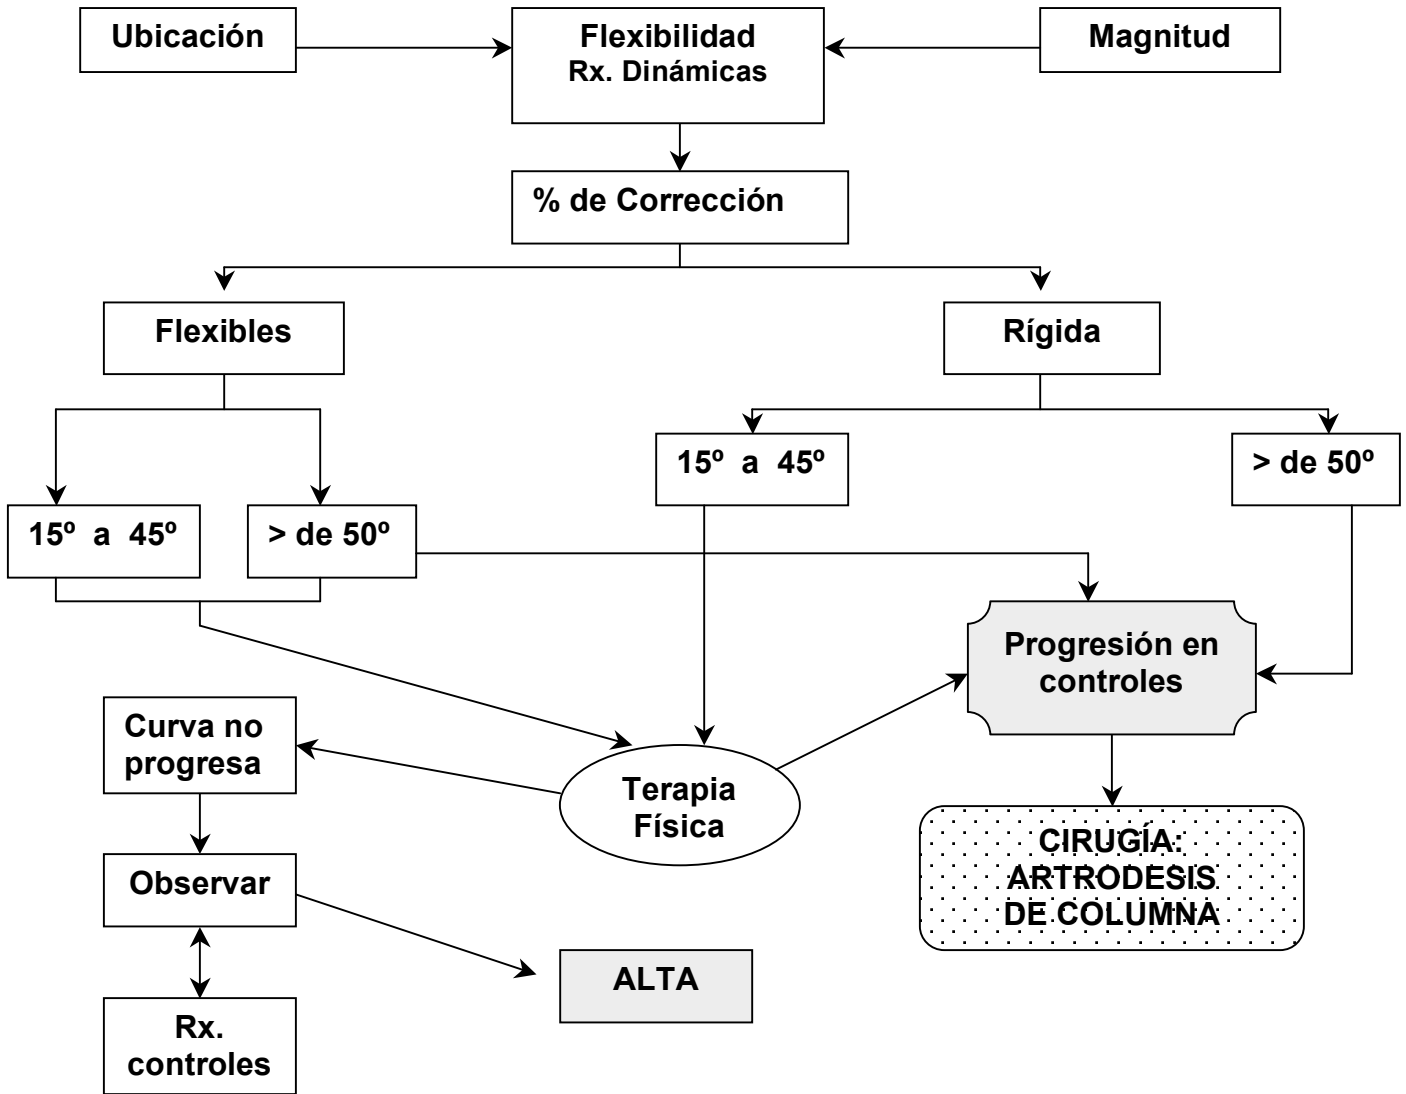 Ubicación
Flexibilidad
Rx. Dinámicas
Magnitud
% de Corrección
Flexibles
Rígida
15º a 45º
> de 50º
15º a 45º
> de 50º
Progresión en
controles
Curva no
progresa
Terapia
Física
CIRUGÍA:
ARTRODESIS
DE COLUMNA
Observar
ALTA
Rx.
controles